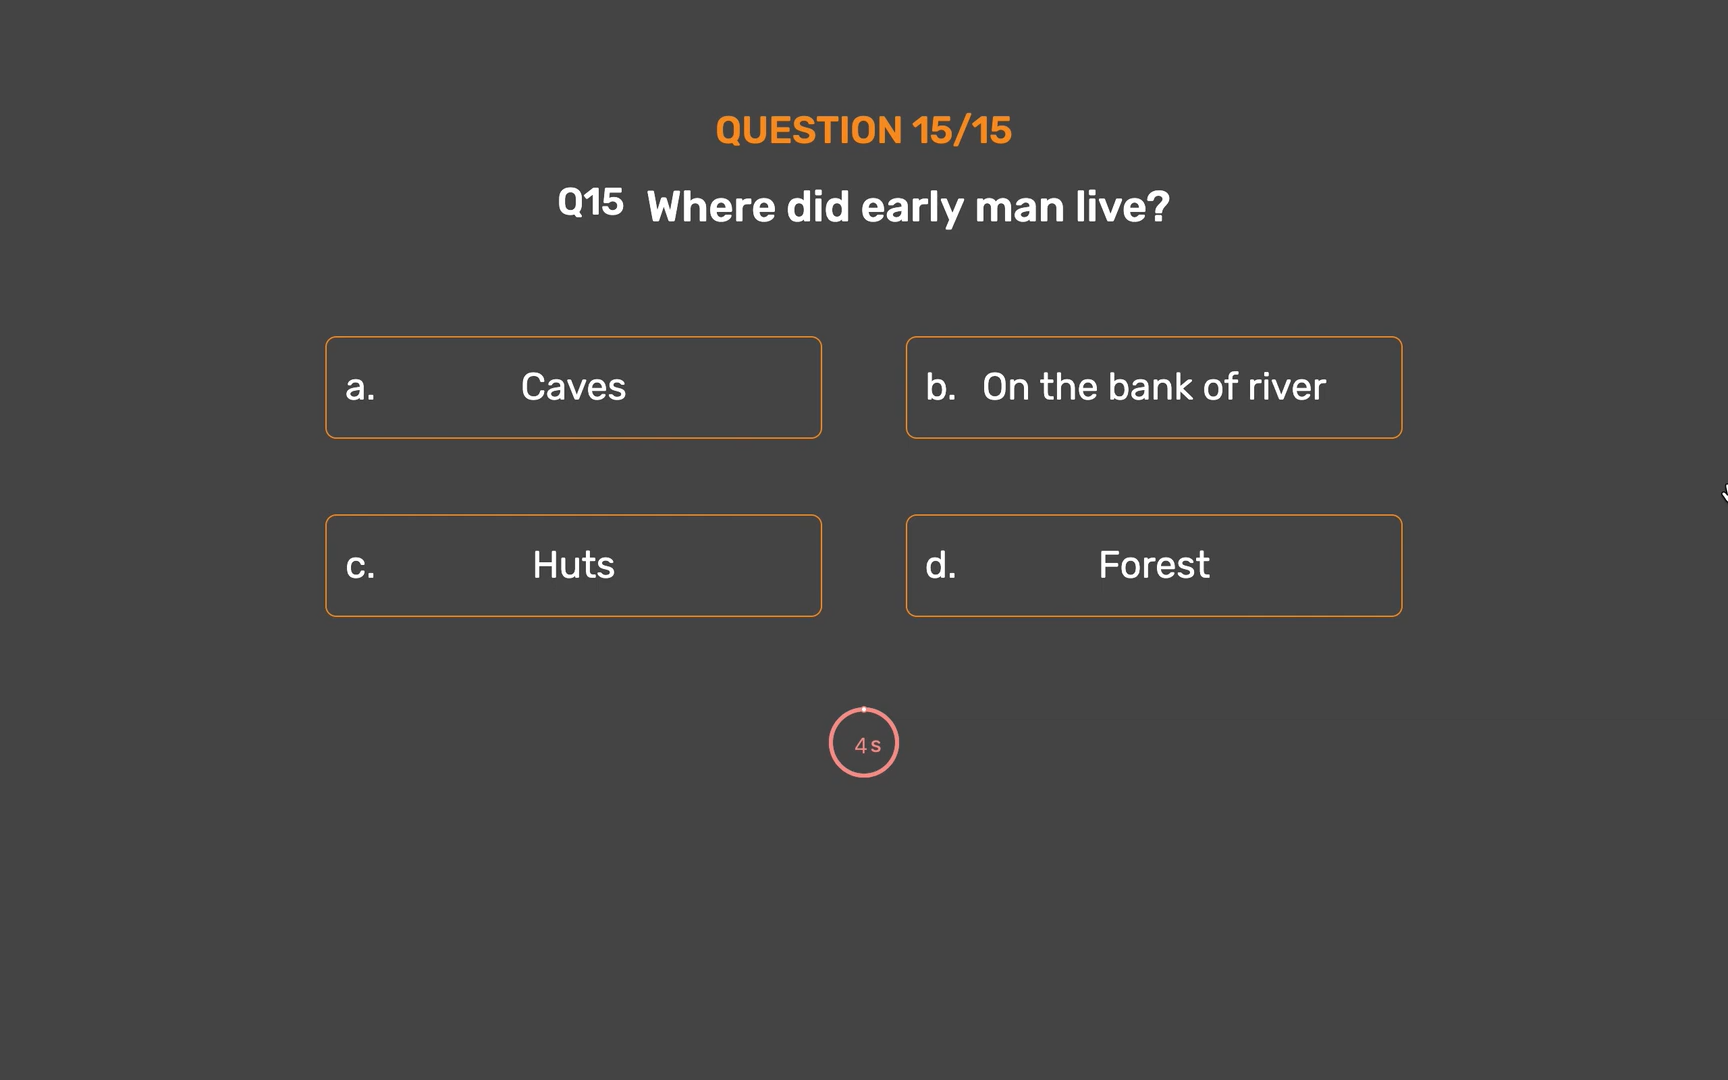 QUESTION 15/15
Q15 Where did early man live?
a. Caves
b. On the bank of river
c. Huts
d. Forest
4 s